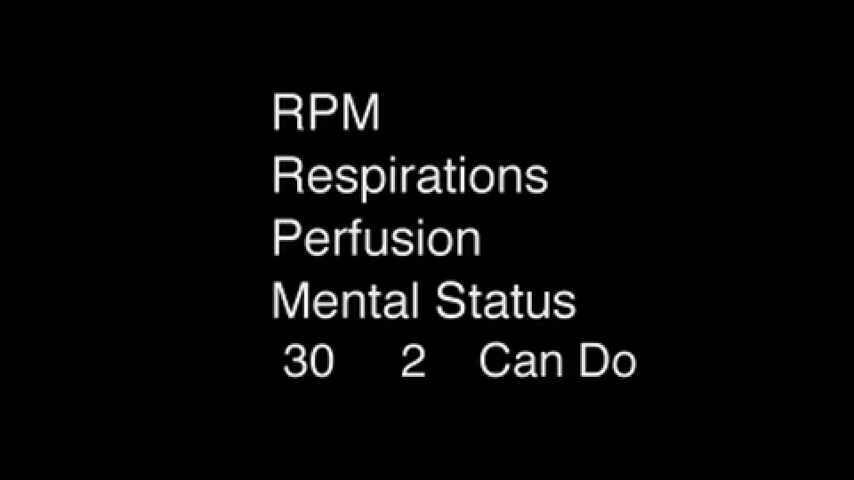 RPM
Respirations
Perfusion
Mental Status
30 2 Can Do